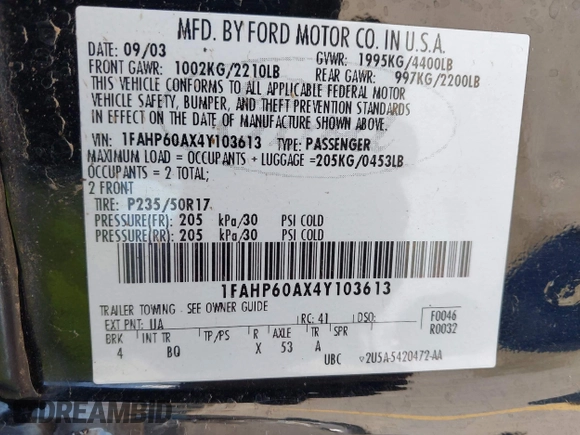 MFD. BY FORD MOTOR CO. IN U.S.A.
DATE: 09/03 GVWR: 1995KG/4400LB
FRONT GAWR: 1002KG/2210LB REAR GAWR: 997KG/2200LB
THIS VEHICLE CONFORMS TO ALL APPLICABLE FEDERAL MOTOR
VEHICLE SAFETY, BUMPER, AND THEFT PREVENTION STANDARDS
IN EFFECT ON THE DATE OF MANUFACTURE SHOWN ABOVE.
VIN: 1FAHP60AX4Y103613 TYPE: PASSENGER
MAXIMUM LOAD = OCCUPANTS + LUGGAGE =205KG/0453LB
OCCUPANTS = 2 TOTAL;
2 FRONT
TIRE: P235/50R17
PRESSURE(FR) 205 kPa/30 PSI COLD
PRESSURE(RR) 205 kPa/30 PSI COLD
1FAHP60AX4Y103613
TRAILER TOWING - SEE OWNER GUIDE
EXT PNT: UA RC: 41 DSO: F0046
BRK INT TR TP/PS R AXLE TR SPR R0032
4 BQ X 53 A
UBC 2U5A-5420472-AA
IDREAMBID